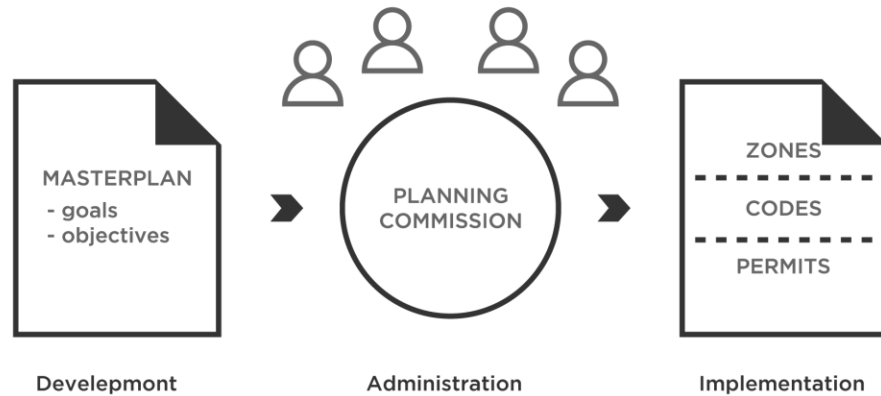 MASTERPLAN
- goals
- objectives
PLANNING
COMMISSION
ZONES
CODES
PERMITS
Develepmont
Administration
Implementation